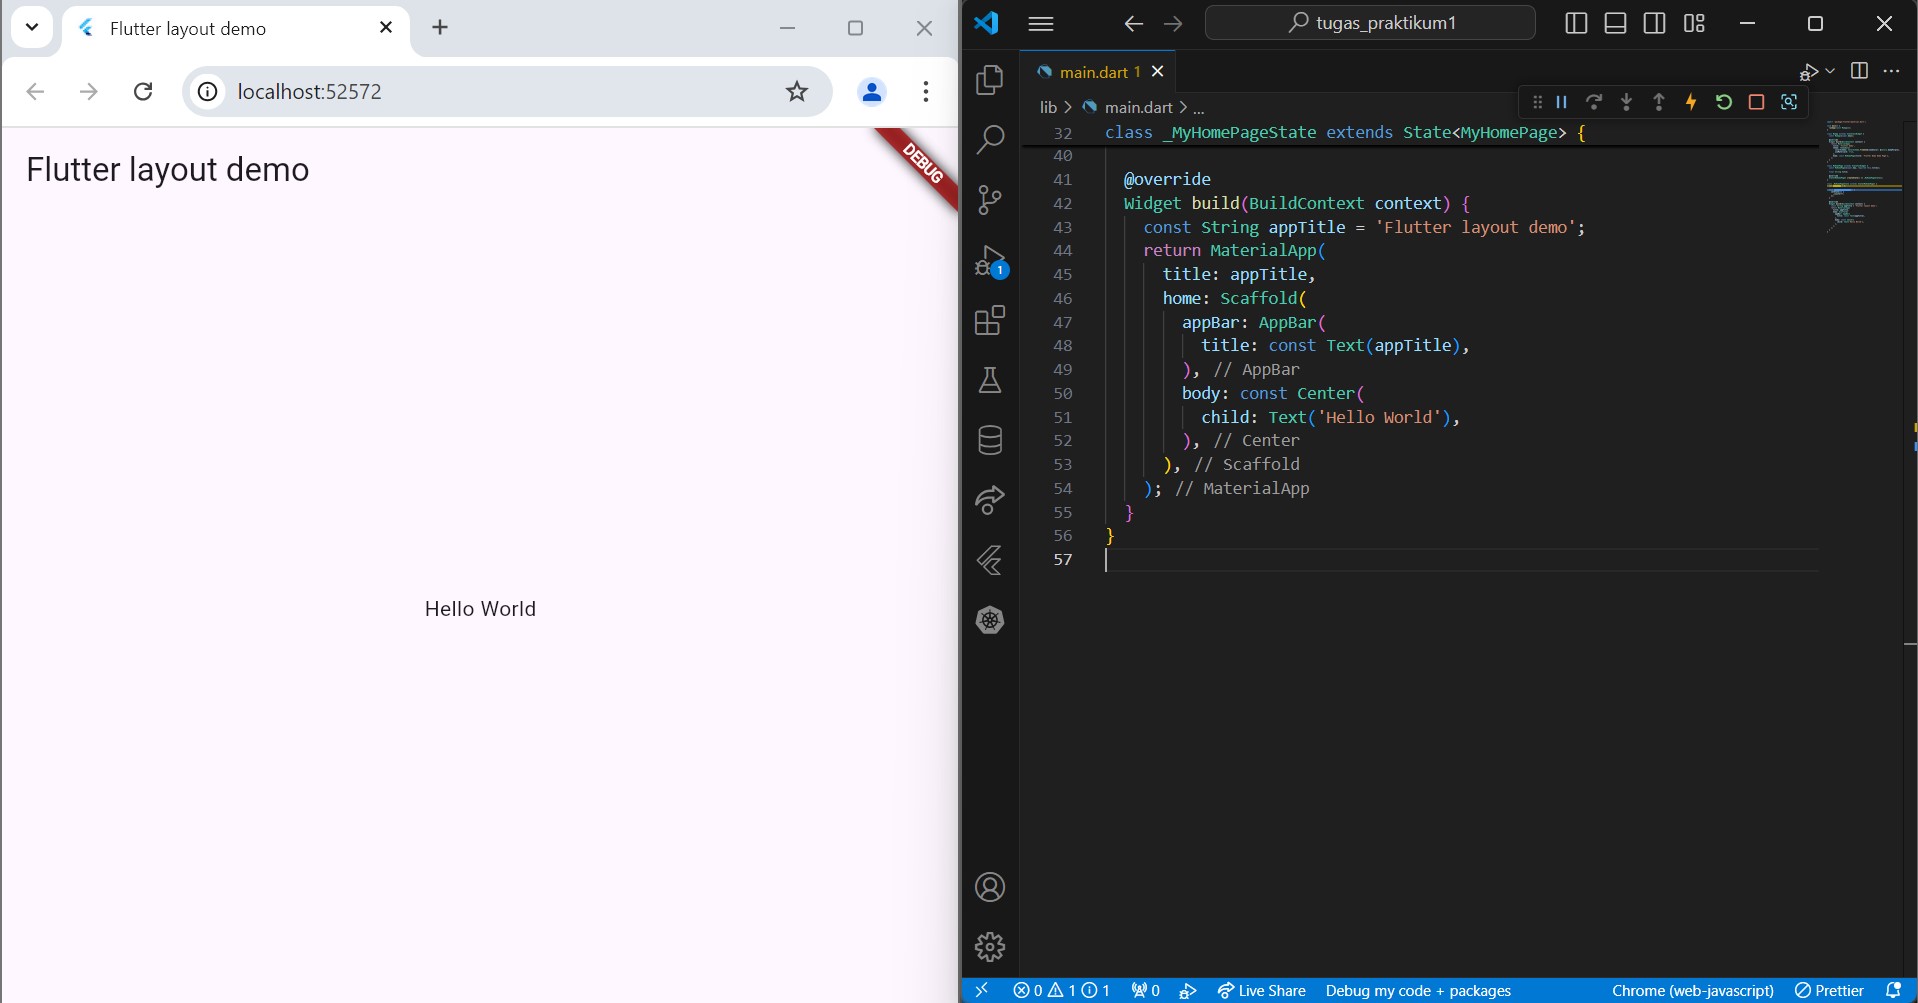 Flutter layout demo
localhost:52572
Flutter layout demo
DEBUG
Hello World
tugas_praktikum1
main.dart 1
lib > main.dart > ...
32 class _MyHomePageState extends State<MyHomePage> {
40
41 @override
42 Widget build(BuildContext context) {
43 const String appTitle = 'Flutter layout demo';
44 return MaterialApp(
45 title: appTitle,
46 home: Scaffold(
47 appBar: AppBar(
48 title: const Text(appTitle),
49 ), // AppBar
50 body: const Center(
51 child: Text('Hello World'),
52 ), // Center
53 ), // Scaffold
54 ); // MaterialApp
55 }
56 }
57
1
0 1 1 0 Live Share Debug my code + packages Chrome (web-javascript) Prettier